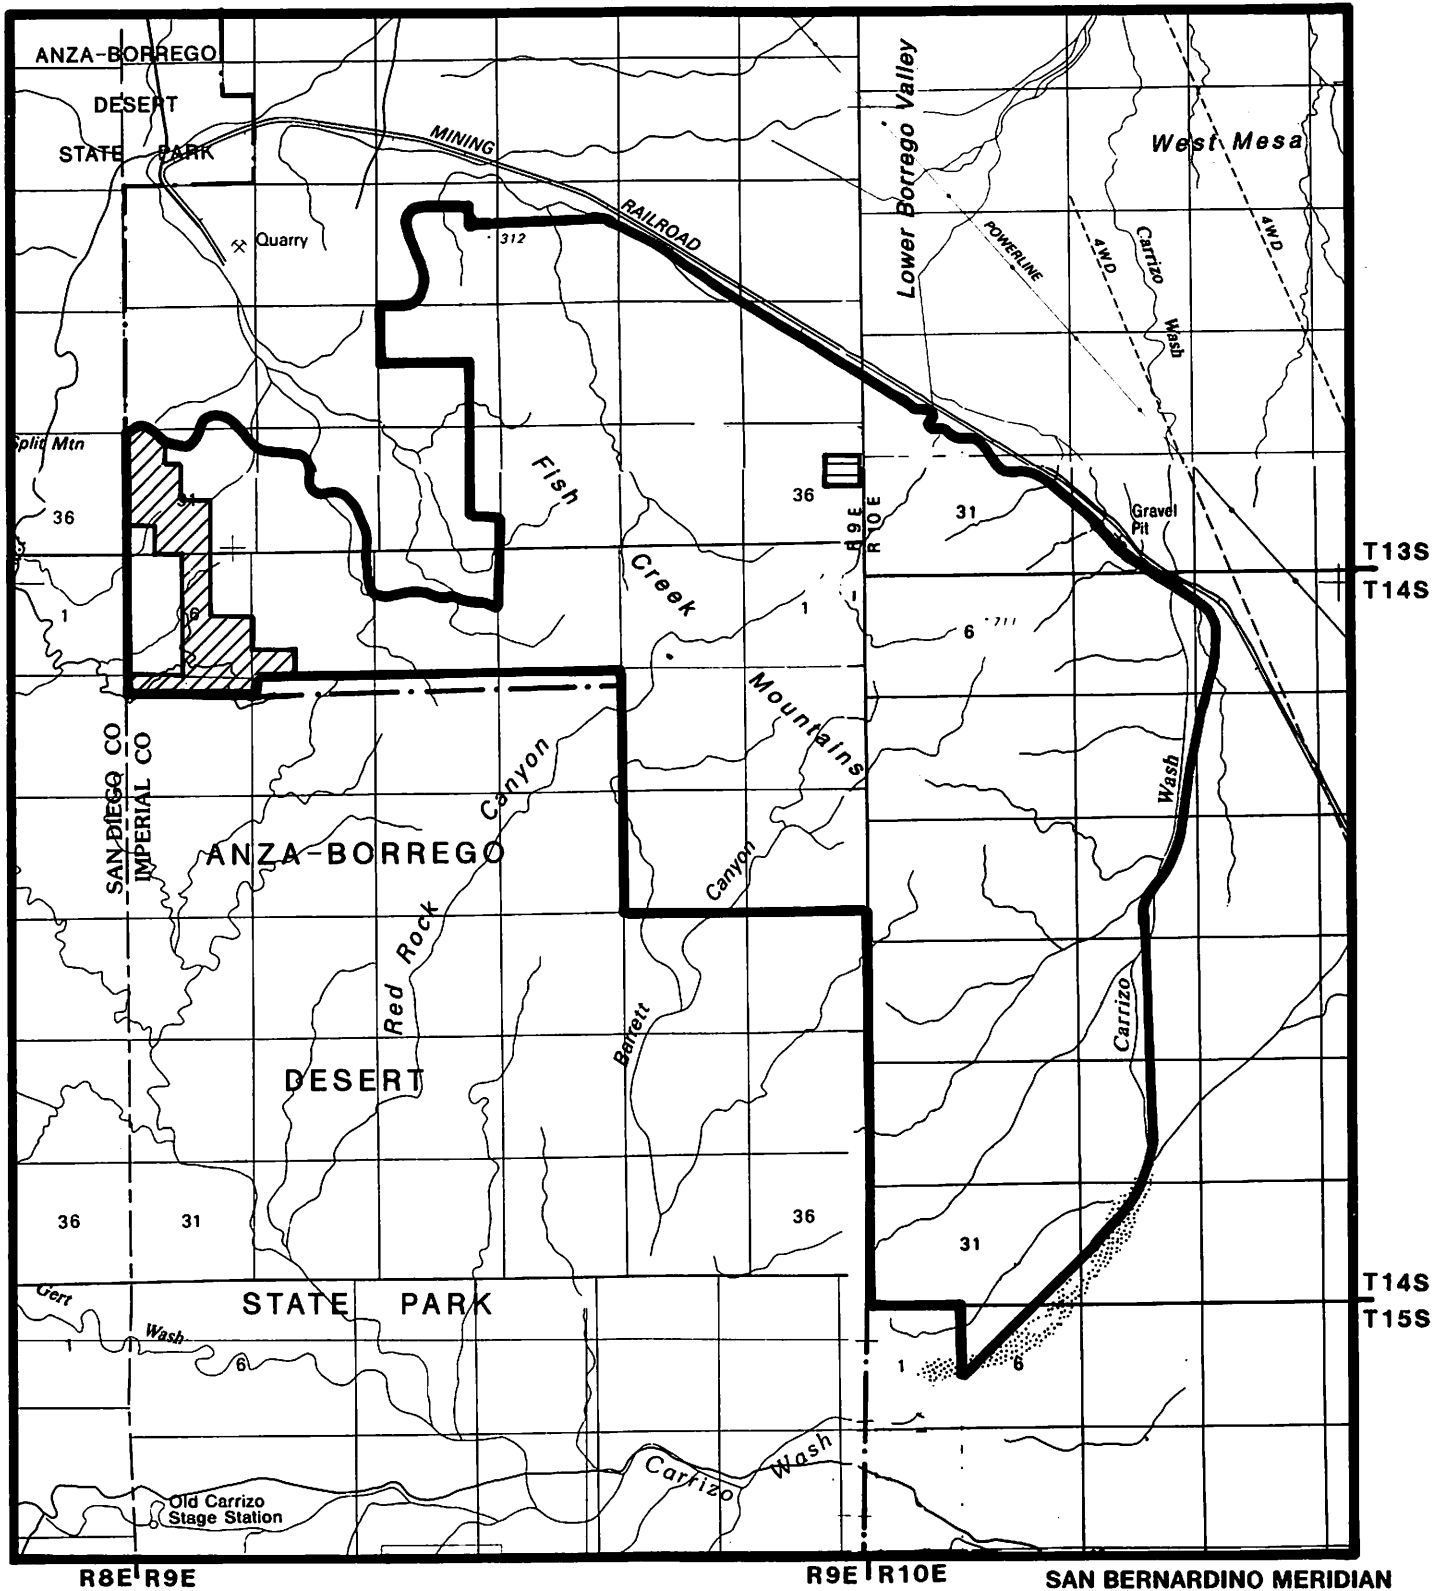 ANZA-BORREGO
DESERT
STATE PARK
MINING
RAILROAD
Lower Borrego Valley
West Mesa
4WD
4WD
Carrizo
Wash
POWERLINE
Quarry
312
Split Mtn
36
31
Fish
Creek
Mountains
36
R 9 E
R 10 E
31
Gravel
Pit
T13S
T14S
1
6
1
6
711
SAN DIEGO CO
IMPERIAL CO
Canyon
Red Rock
ANZA-BORREGO
DESERT
STATE PARK
Canyon
Barrett
Wash
Carrizo
36
31
36
31
T14S
T15S
Gert
Wash
1
6
1
6
Carrizo Wash
Old Carrizo
Stage Station
R8E R9E
R9E R10E
SAN BERNARDINO MERIDIAN